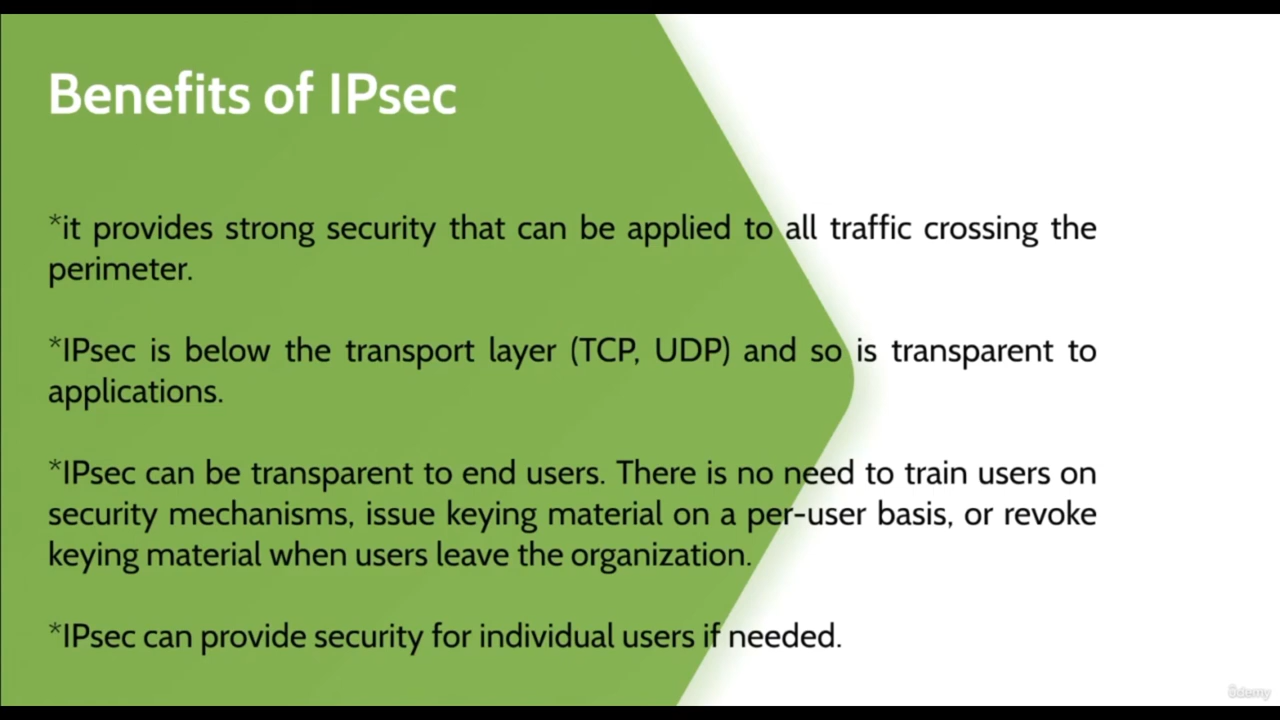 Benefits of IPsec
*it provides strong security that can be applied to all traffic crossing the
perimeter.
*IPsec is below the transport layer (TCP, UDP) and so is transparent to
applications.
*IPsec can be transparent to end users. There is no need to train users on
security mechanisms, issue keying material on a per-user basis, or revoke
keying material when users leave the organization.
*IPsec can provide security for individual users if needed.
ûdemy